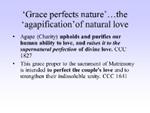 ‘Grace perfects nature’…the
‘agapification’of natural love
• Agape (Charity) upholds and purifies our
human ability to love, and raises it to the
supernatural perfection of divine love. CCC
1827
• This grace proper to the sacrament of Matrimony
is intended to perfect the couple's love and to
strengthen their indissoluble unity. CCC 1641